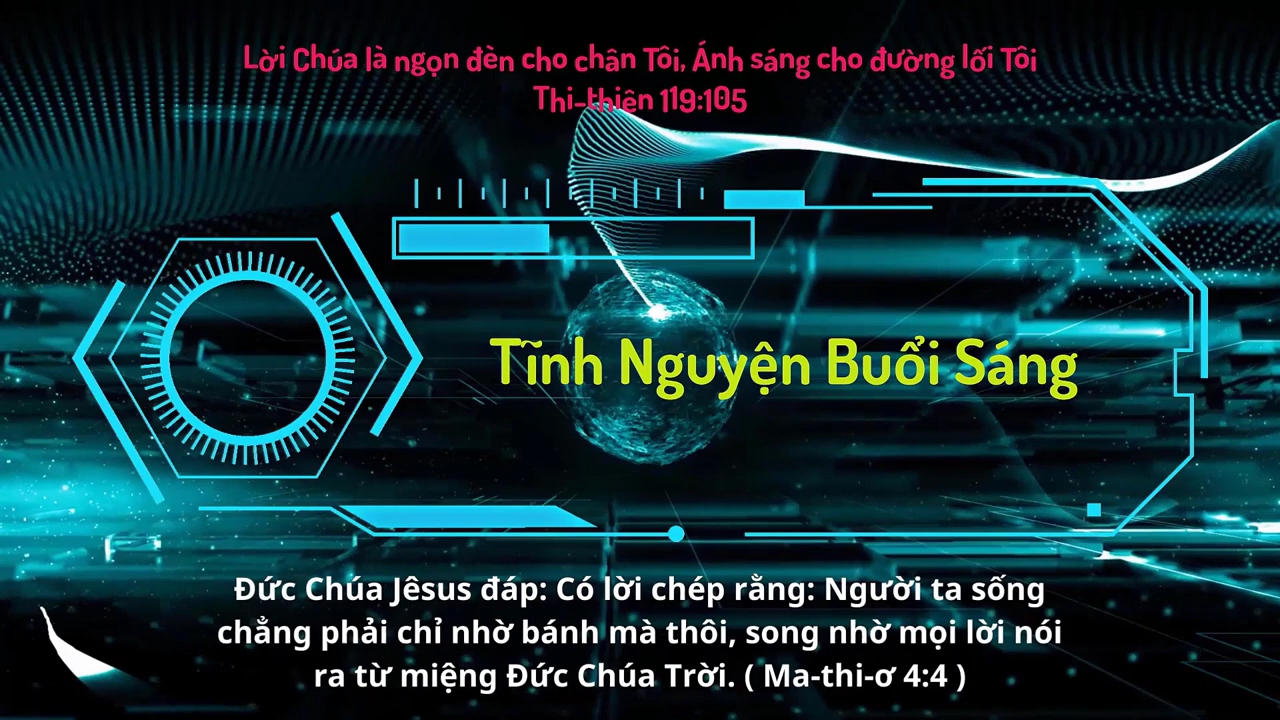 Lời Chúa là ngọn đèn cho chân Tôi, Ánh sáng cho đường lối Tôi
Thi-thiên 119:105
Tĩnh Nguyện Buổi Sáng
Đức Chúa Jêsus đáp: Có lời chép rằng: Người ta sống
chẳng phải chỉ nhờ bánh mà thôi, song nhờ mọi lời nói
ra từ miệng Đức Chúa Trời. ( Ma-thi-ơ 4:4 )